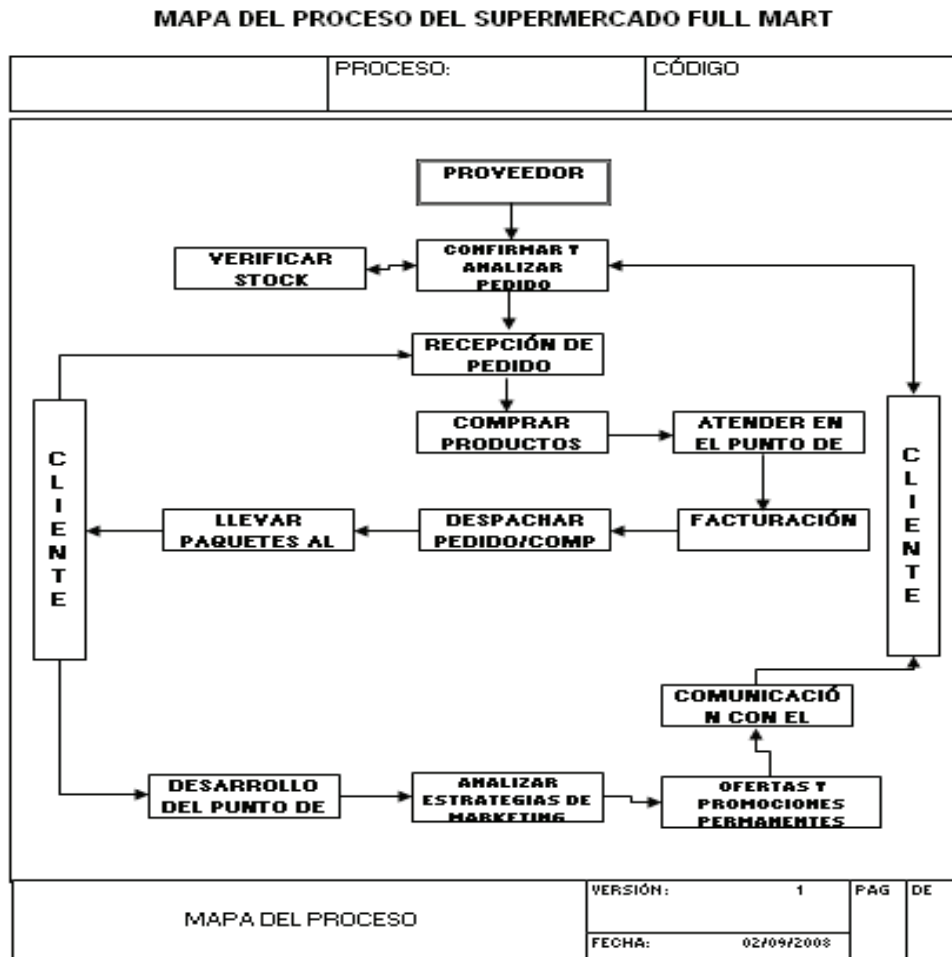 MAPA DEL PROCESO DEL SUPERMERCADO FULL MART
PROCESO:
CÓDIGO
PROVEEDOR
VERIFICAR
STOCK
CONFIRMAR Y
ANALIZAR
PEDIDO
RECEPCIÓN DE
PEDIDO
COMPRAR
PRODUCTOS
ATENDER EN
EL PUNTO DE
CLIENTE
CLIENTE
LLEVAR
PAQUETES AL
DESPACHAR
PEDIDO/COMP
FACTURACIÓN
COMUNICACIÓ
N CON EL
DESARROLLO
DEL PUNTO DE
ANALIZAR
ESTRATEGIAS DE
MARKETING
OFERTAS Y
PROMOCIONES
PERMANENTES
MAPA DEL PROCESO
VERSIÓN: 1
PAG
DE
FECHA: 02/09/2008